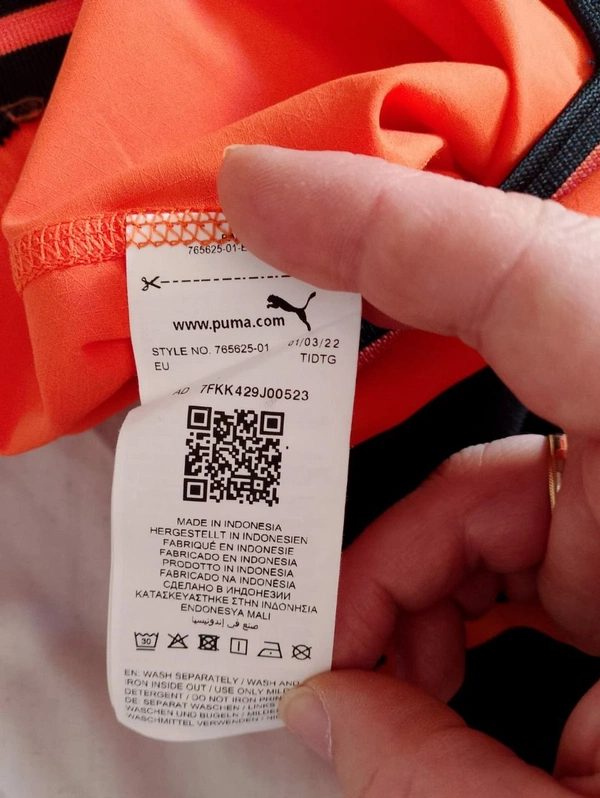 765625-01-E
www.puma.com
STYLE NO. 765625-01 01/03/22
EU TIDTG
AD 7FKK429J00523
MADE IN INDONESIA
HERGESTELLT IN INDONESIEN
FABRIQUÉ EN INDONESIE
FABRICADO EN INDONESIA
PRODOTTO IN INDONESIA
FABRICADO NA INDONÉSIA
СДЕЛАНО В ИНДОНЕЗИИ
ΚΑΤΑΣΚΕΥΑΣΤΗΚΕ ΣΤΗΝ ΙΝΔΟΝΗΣΙΑ
ENDONESYA MALI
صنع في إندونيسيا
30
EN: WASH SEPARATELY / WASH AND
IRON INSIDE OUT / USE ONLY MILD
DETERGENT / DO NOT IRON PRIN
DE: SEPARAT WASCHEN / LINKS
WASCHEN UND BÜGELN / MILDE
WASCHMITTEL VERWENDEN